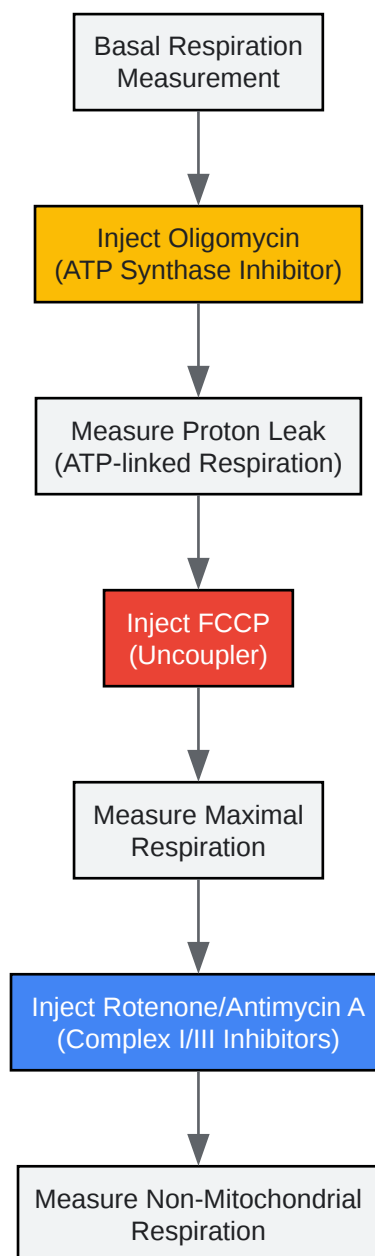 Basal Respiration
Measurement
Inject Oligomycin
(ATP Synthase Inhibitor)
Measure Proton Leak
(ATP-linked Respiration)
Inject FCCP
(Uncoupler)
Measure Maximal
Respiration
Inject Rotenone/Antimycin A
(Complex I/III Inhibitors)
Measure Non-Mitochondrial
Respiration